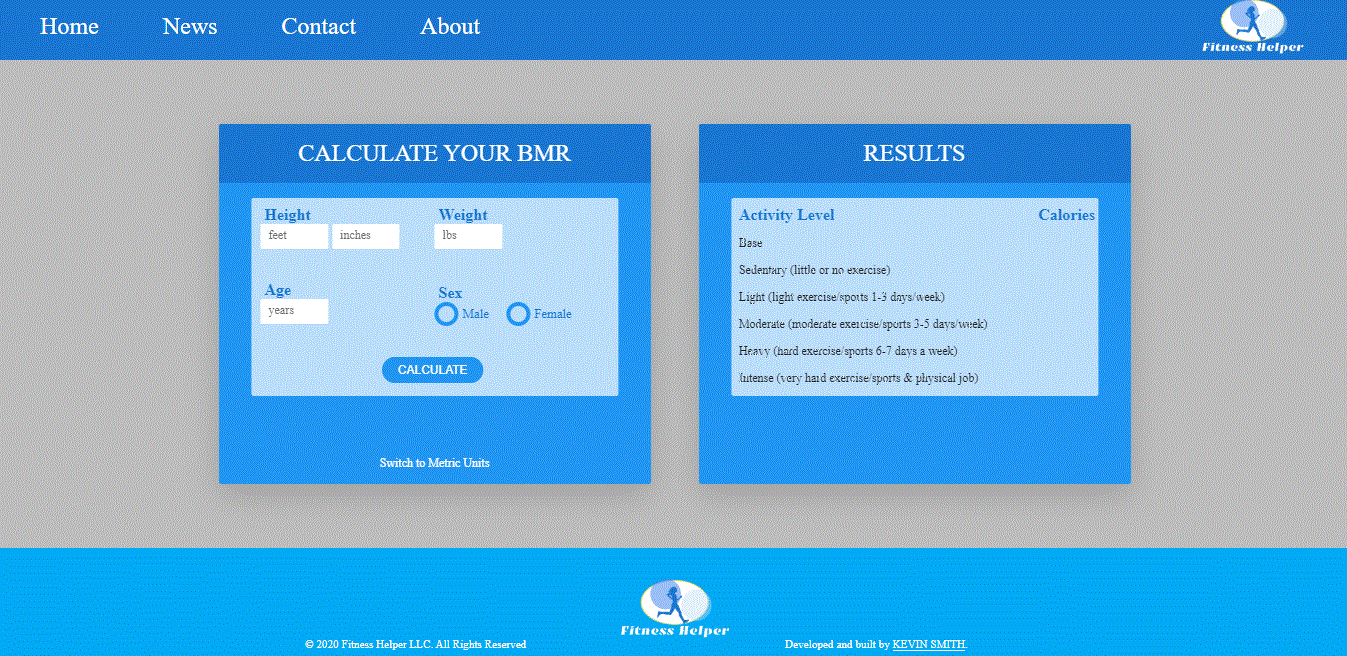 Home News Contact About
Fitness Helper
CALCULATE YOUR BMR
Height Weight
feet inches lbs
Age Sex
years Male Female
CALCULATE
Switch to Metric Units
RESULTS
Activity Level Calories
Base
Sedentary (little or no exercise)
Light (light exercise/sports 1-3 days/week)
Moderate (moderate exercise/sports 3-5 days/week)
Heavy (hard exercise/sports 6-7 days a week)
Intense (very hard exercise/sports & physical job)
Fitness Helper
© 2020 Fitness Helper LLC. All Rights Reserved
Developed and built by KEVIN SMITH.